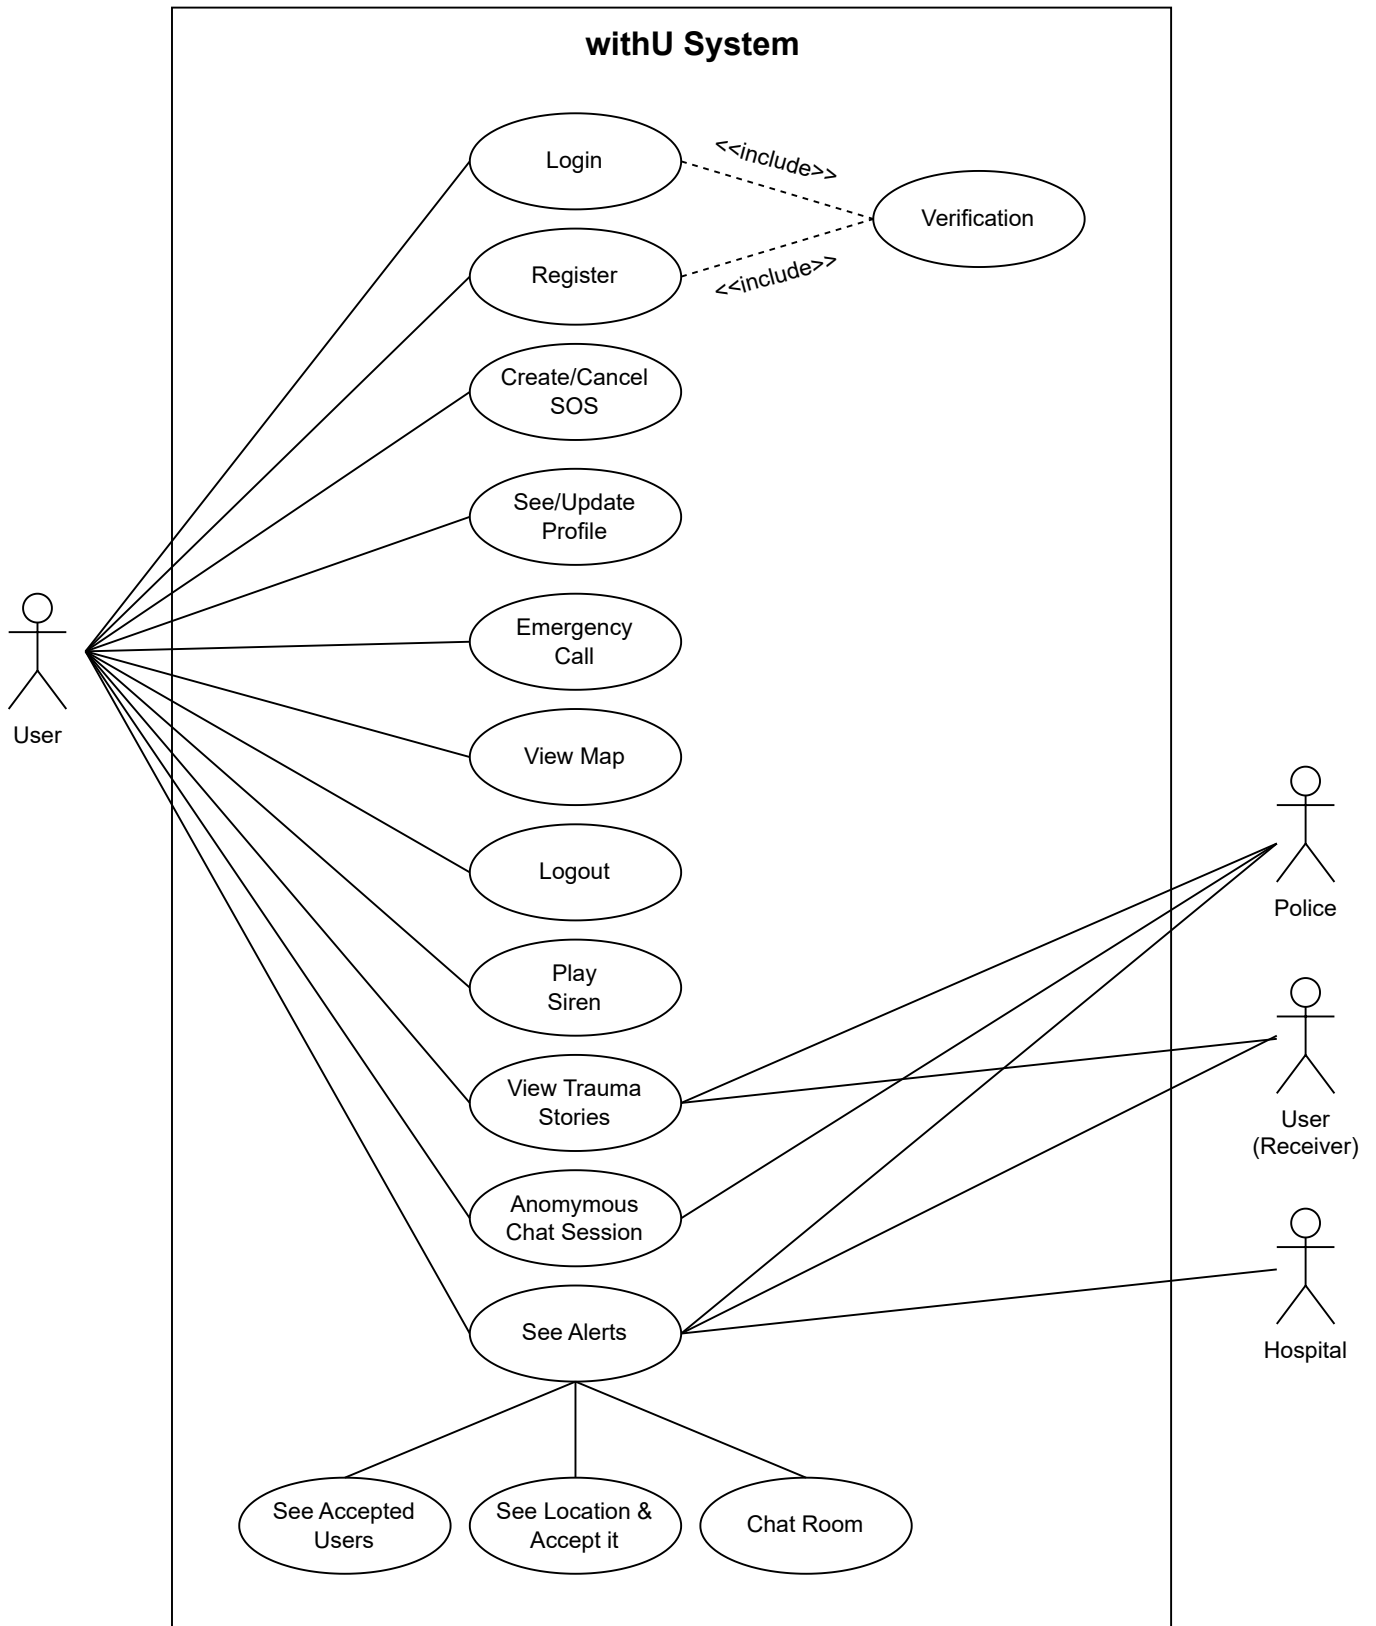 withU System
Login
<<include>>
Verification
Register
<<include>>
Create/Cancel
SOS
See/Update
Profile
Emergency
Call
User
View Map
Logout
Police
Play
Siren
View Trauma
Stories
User
(Receiver)
Anomymous
Chat Session
See Alerts
Hospital
See Accepted
Users
See Location &
Accept it
Chat Room